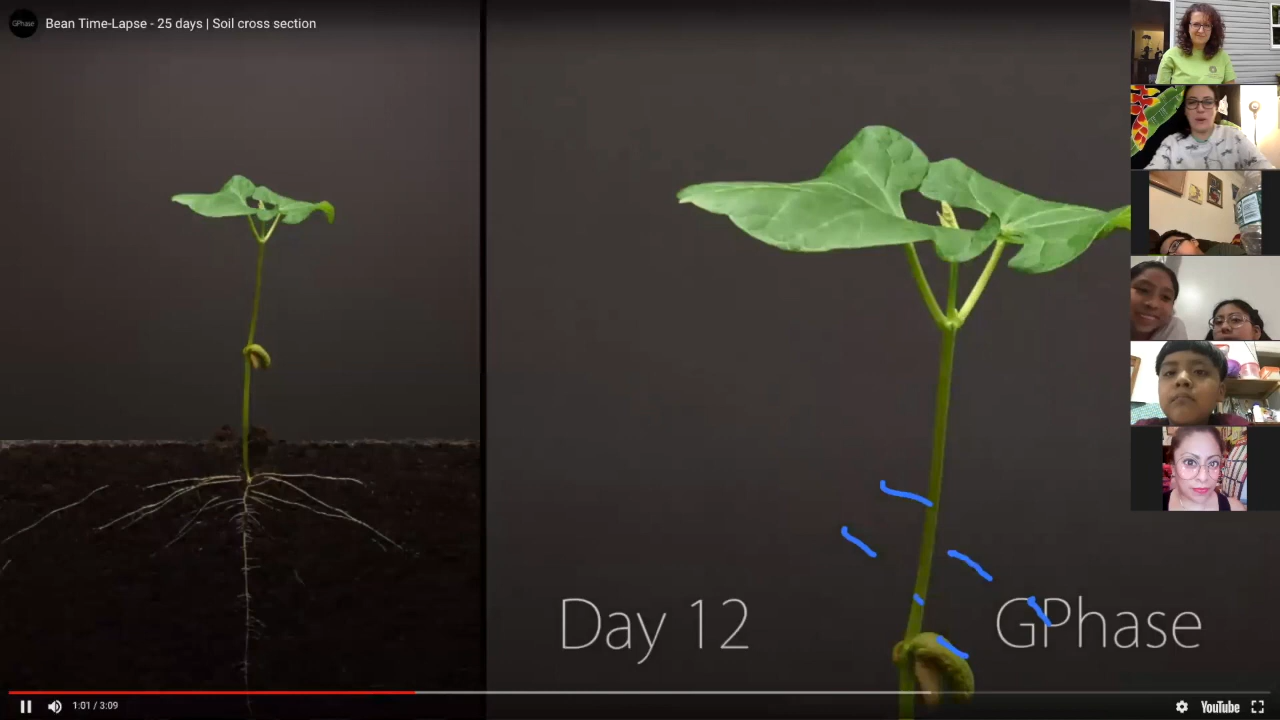 GPhase
Bean Time-Lapse - 25 days | Soil cross section
Day 12
GPhase
1:01 / 3:09
YouTube